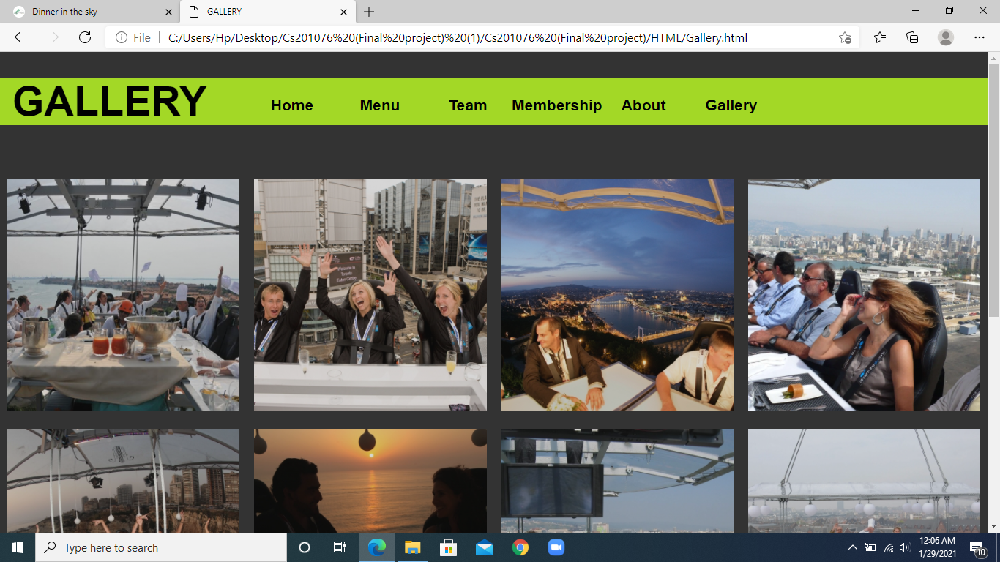 Dinner in the sky
GALLERY
File
C:/Users/Hp/Desktop/Cs201076%20(Final%20project)%20(1)/Cs201076%20(Final%20project)/HTML/Gallery.html
GALLERY
Home
Menu
Team
Membership
About
Gallery
Welcome to
Toronto
Eaton Centre
Type here to search
12:06 AM
1/29/2021
10